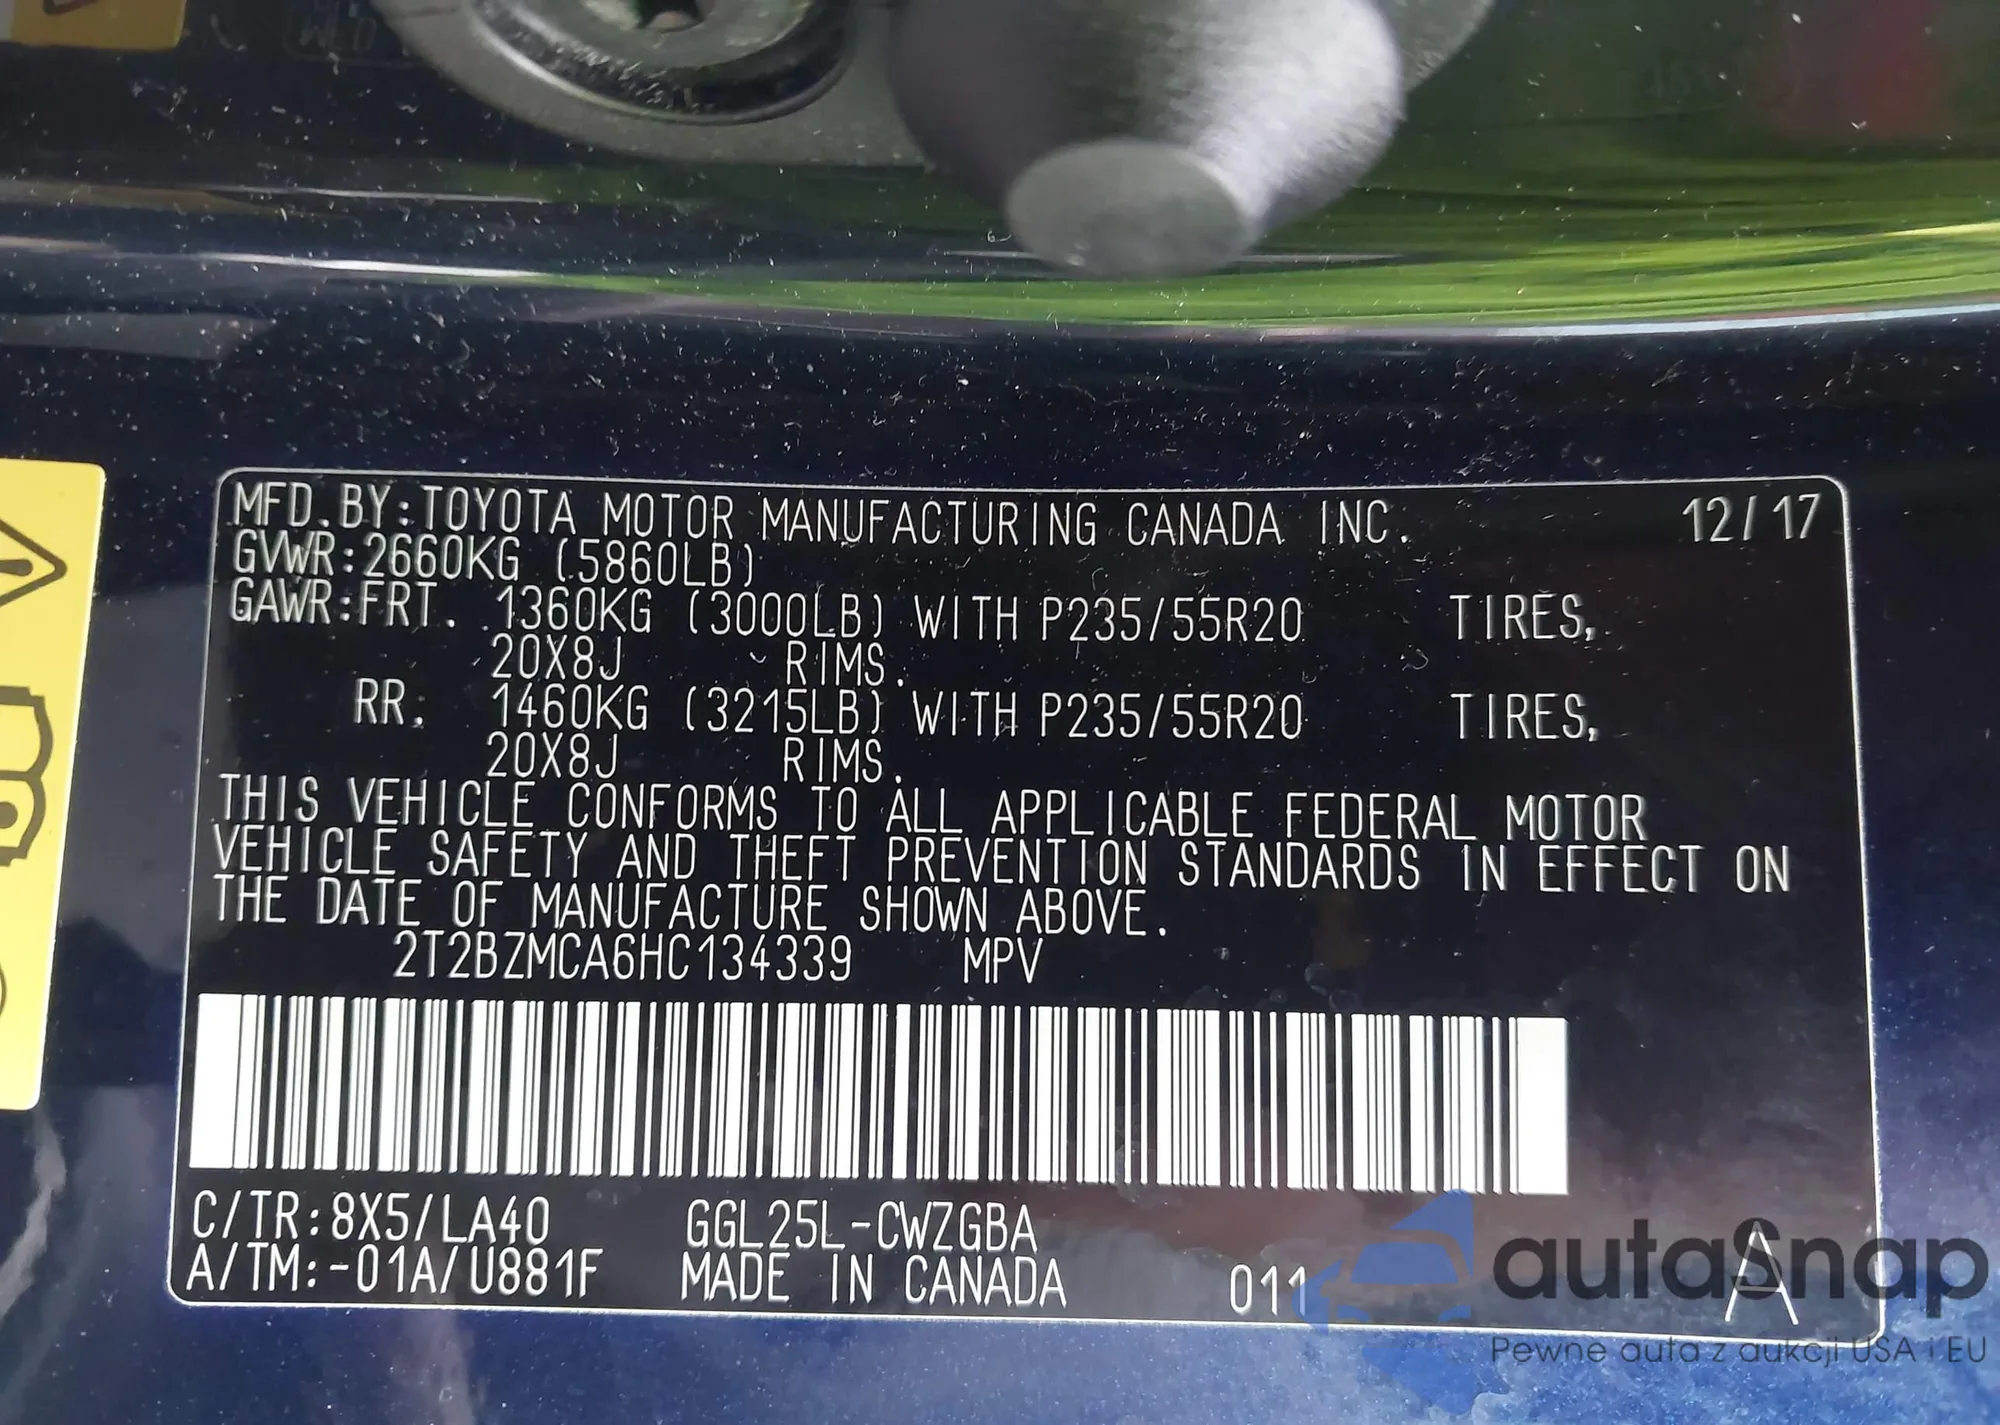 MFD. BY: TOYOTA MOTOR MANUFACTURING CANADA INC. 12/17
GVWR: 2660KG (5860LB)
GAWR: FRT. 1360KG (3000LB) WITH P235/55R20 TIRES,
20X8J RIMS.
RR: 1460KG (3215LB) WITH P235/55R20 TIRES,
20X8J RIMS.
THIS VEHICLE CONFORMS TO ALL APPLICABLE FEDERAL MOTOR
VEHICLE SAFETY AND THEFT PREVENTION STANDARDS IN EFFECT ON
THE DATE OF MANUFACTURE SHOWN ABOVE.
2T2BZMCA6HC134339 MPV
C/TR: 8X5/LA40 GGL25L-CWZGBA
A/TM: -01A/U881F MADE IN CANADA 011 A
autoSnap
Pewne auta z aukcji USA i EU